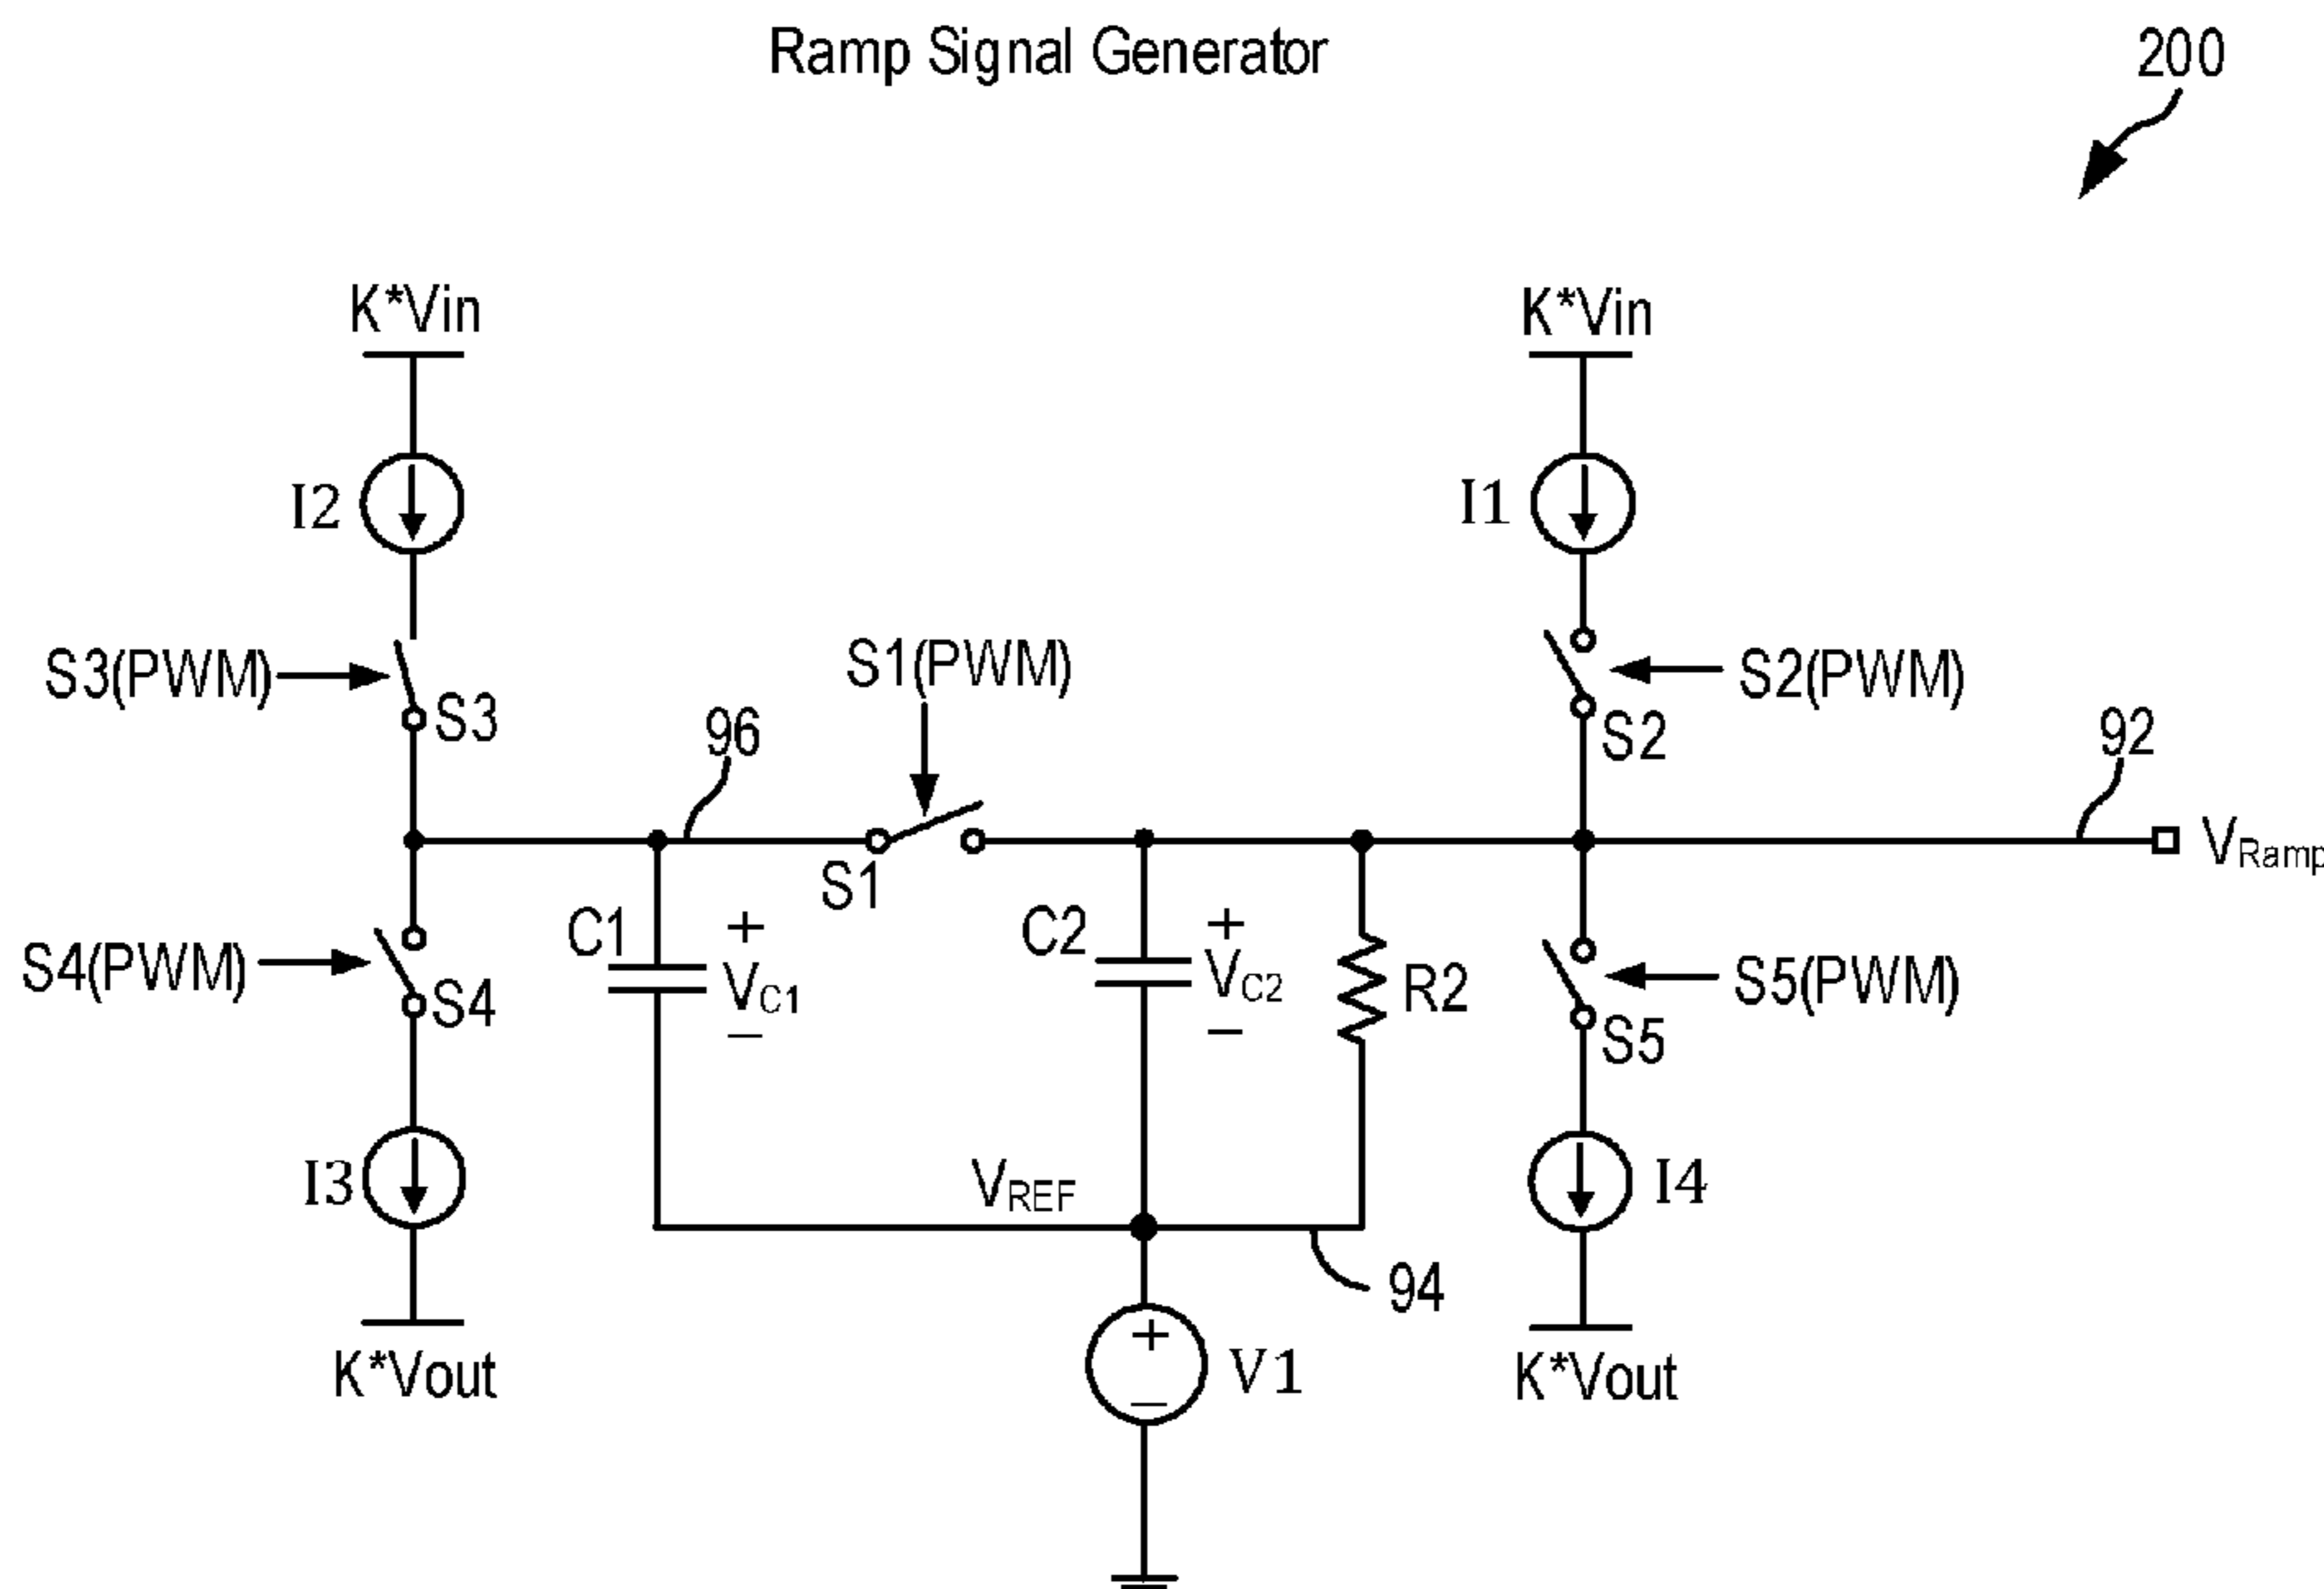 Ramp Signal Generator
200
K*Vin
K*Vin
I2
I1
S3(PWM)
S3
S1(PWM)
S2(PWM)
S2
96
92
S1
VRamp
S4(PWM)
S4
C1
+
VC1
–
C2
+
VC2
–
R2
S5(PWM)
S5
I3
VREF
I4
94
K*Vout
+
–
V1
K*Vout